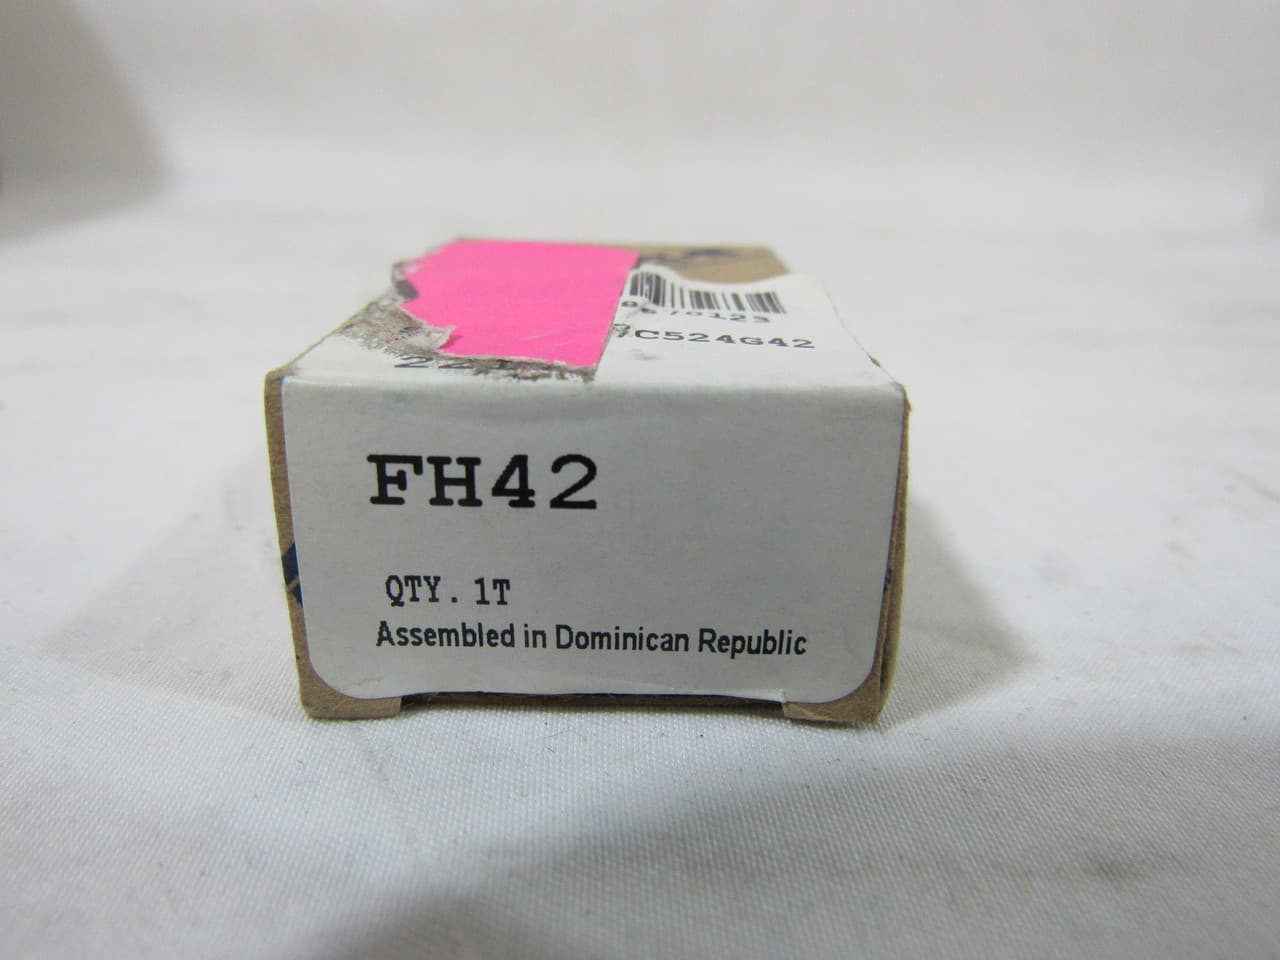 C524G42
FH42
QTY. 1T
Assembled in Dominican Republic